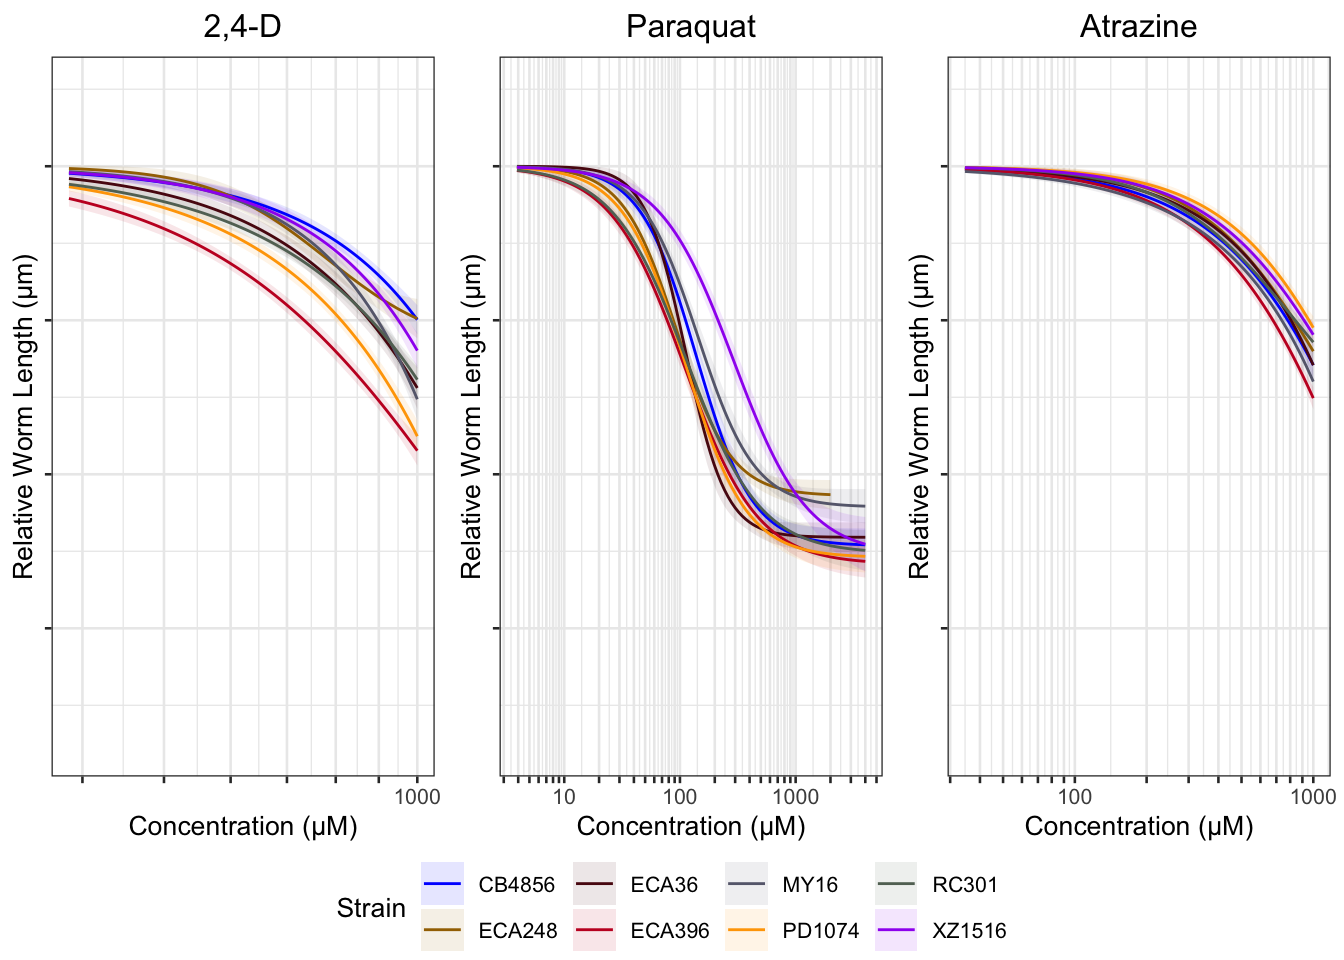 2,4-D
Paraquat
Atrazine
Relative Worm Length (µm)
Relative Worm Length (µm)
Relative Worm Length (µm)
1000
10 100 1000
100 1000
Concentration (µM)
Concentration (µM)
Concentration (µM)
Strain
CB4856 ECA36 MY16 RC301
ECA248 ECA396 PD1074 XZ1516